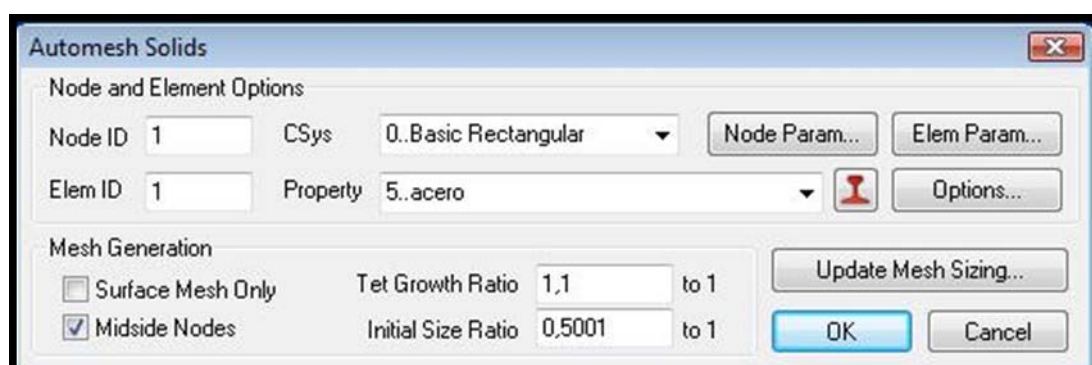 Automesh Solids
Node and Element Options
Node ID 1 CSys 0..Basic Rectangular Node Param... Elem Param...
Elem ID 1 Property 5..acero Options...
Mesh Generation
Surface Mesh Only Tet Growth Ratio 1,1 to 1 Update Mesh Sizing...
Midside Nodes Initial Size Ratio 0,5001 to 1 OK Cancel